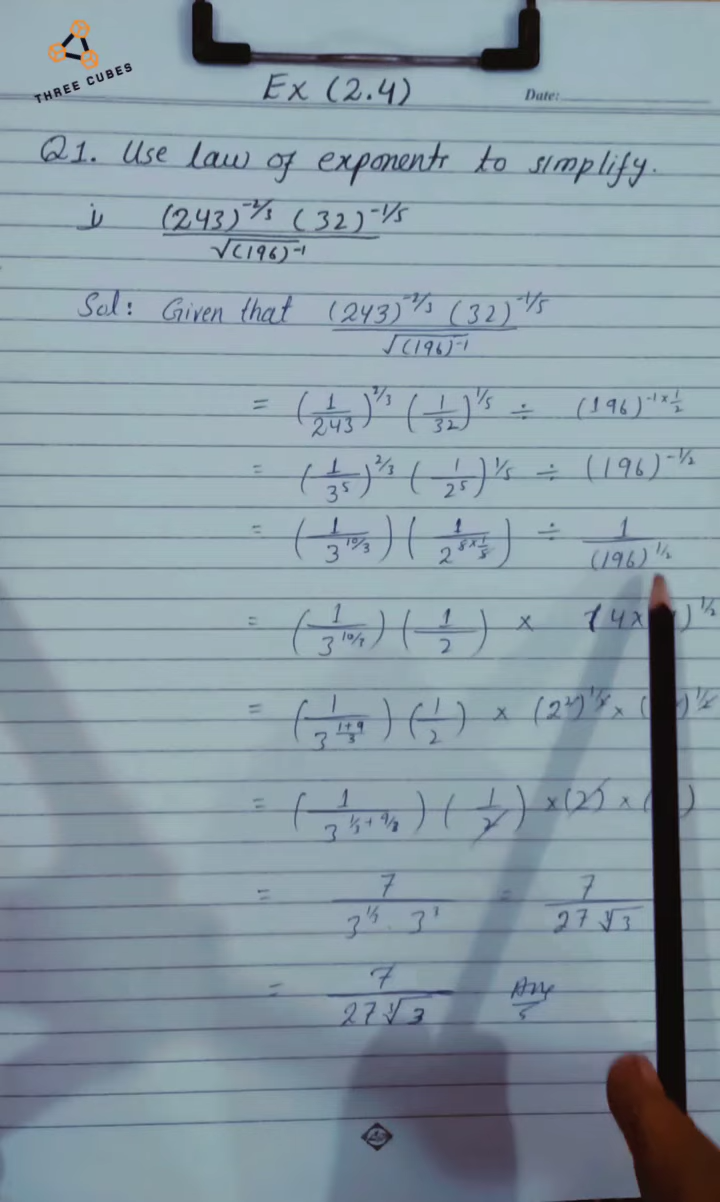 THREE CUBES
Ex (2.4)
Date:
Q1. Use law of exponents to simplify.
i) (243)^-2/3 (32)^-1/5 / √(196)^-1
Sol: Given that (243)^-2/3 (32)^-1/5 / √(196)^-1
= (1/243)^2/3 (1/32)^1/5 ÷ (196)^-1×1/2
= (1/3^5)^2/3 (1/2^5)^1/5 ÷ (196)^-1/2
= (1/3^10/3) (1/2^5×1/5) ÷ 1/(196)^1/2
= (1/3^10/3) (1/2) × (4× )^1/2
= (1/3^(1+9)/3) (1/2) × (2²)^1/2 × ( )^1/2
= (1/3^1/3+9/3) (1/2) × (2) × ( )
= 7/3^1/3 . 3^3 = 7/27 ∛3
= 7/27 ∛3 Ans